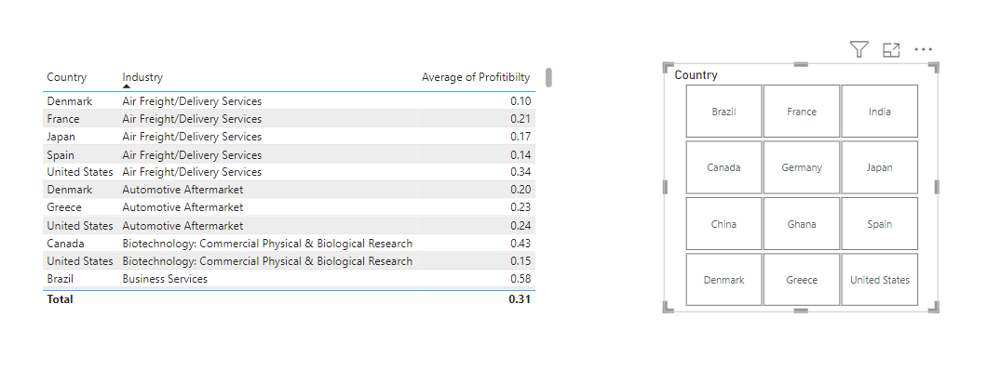 Country Industry Average of Profitibilty
Denmark Air Freight/Delivery Services 0.10
France Air Freight/Delivery Services 0.21
Japan Air Freight/Delivery Services 0.17
Spain Air Freight/Delivery Services 0.14
United States Air Freight/Delivery Services 0.34
Denmark Automotive Aftermarket 0.20
Greece Automotive Aftermarket 0.23
United States Automotive Aftermarket 0.24
Canada Biotechnology: Commercial Physical & Biological Research 0.43
United States Biotechnology: Commercial Physical & Biological Research 0.15
Brazil Business Services 0.58
Total 0.31
Country
Brazil France India
Canada Germany Japan
China Ghana Spain
Denmark Greece United States